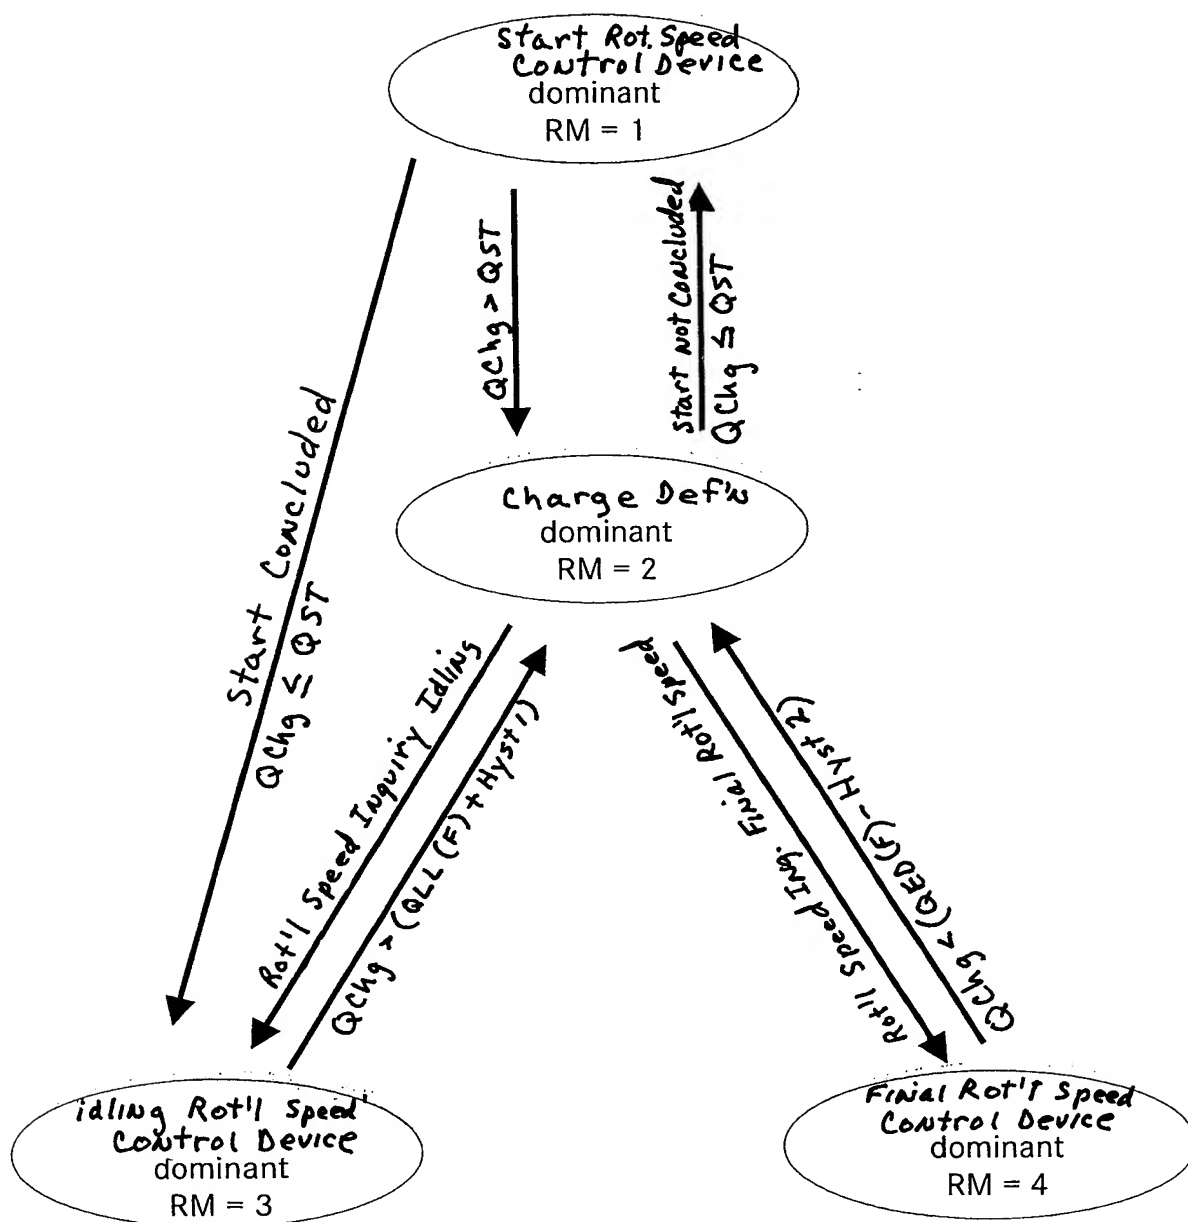 Start Rot. Speed
Control Device
dominant
RM = 1
Start Concluded
QChg ≤ QST
QChg > QST
Start Not Concluded
QChg ≤ QST
Charge Def'n
dominant
RM = 2
Rot'l Speed Inquiry Idling
QChg > (QLL (F) + Hyst 1)
Rot'l Speed Inq. Finial Rot'l Speed
QChg < (QED (F) - Hyst 2)
idling Rot'l Speed
Control Device
dominant
RM = 3
Finial Rot'l Speed
Control Device
dominant
RM = 4